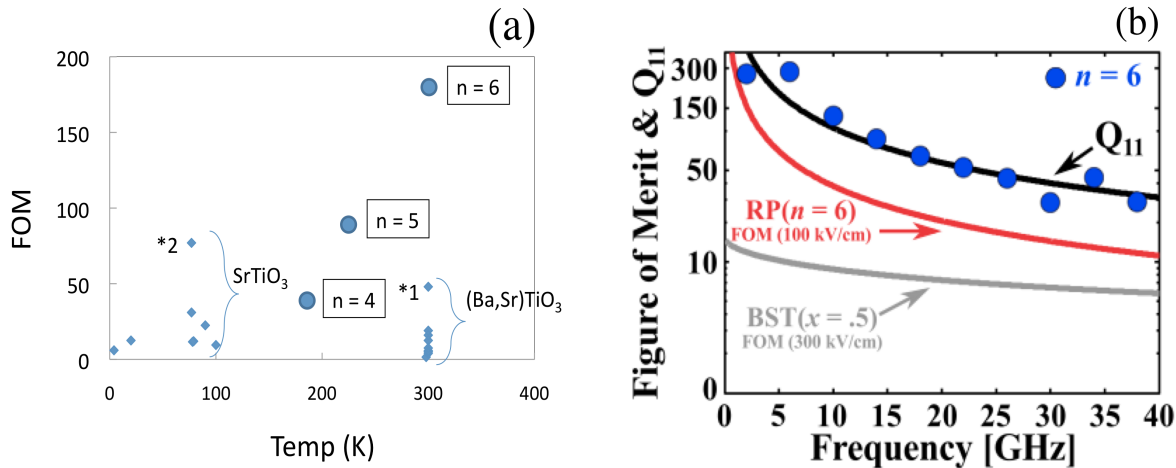 (a)
200
150
100
50
0
FOM
n = 6
n = 5
n = 4
*2
SrTiO₃
*1
(Ba,Sr)TiO₃
0
100
200
300
400
Temp (K)
(b)
Figure of Merit & Q₁₁
300
150
50
10
0
n = 6
Q₁₁
RP(n = 6)
FOM (100 kV/cm)
BST(x = .5)
FOM (300 kV/cm)
0
5
10
15
20
25
30
35
40
Frequency [GHz]